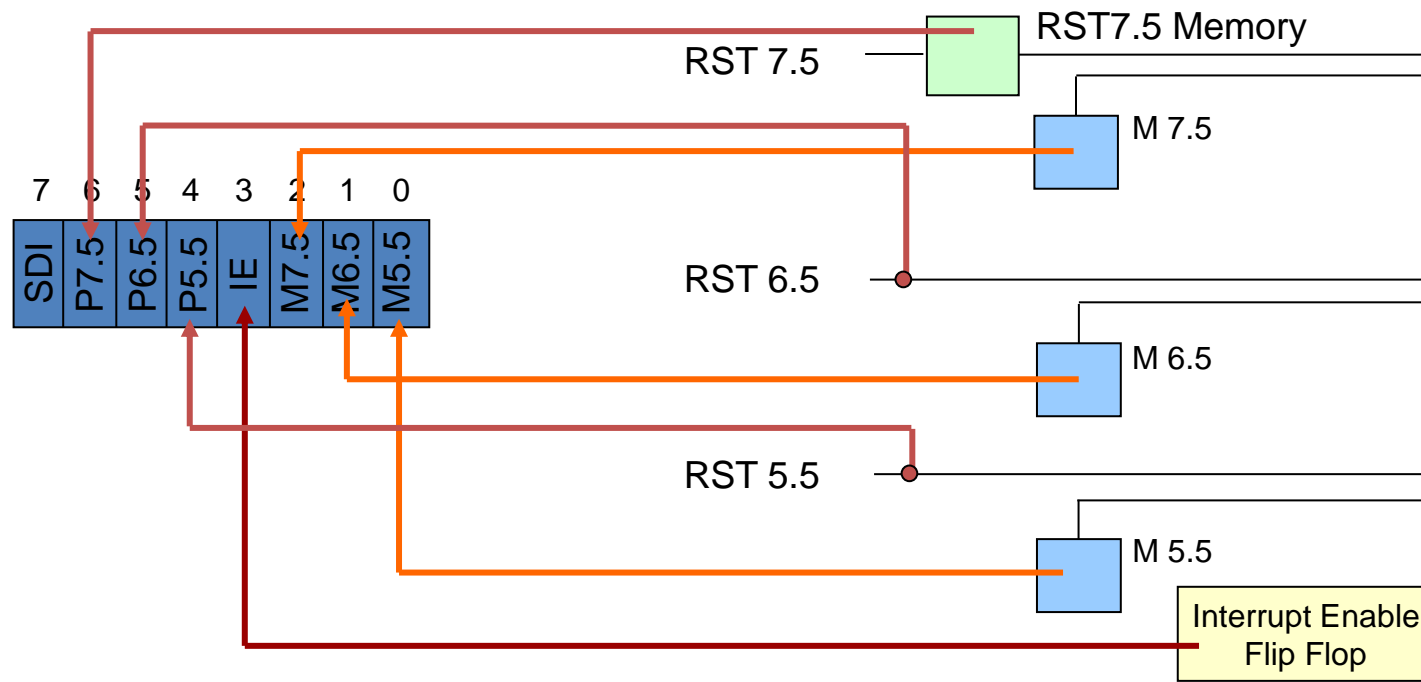 RST7.5 Memory
RST 7.5
M 7.5
7 6 5 4 3 2 1 0
SDI P7.5 P6.5 P5.5 IE M7.5 M6.5 M5.5
RST 6.5
M 6.5
RST 5.5
M 5.5
Interrupt Enable
Flip Flop